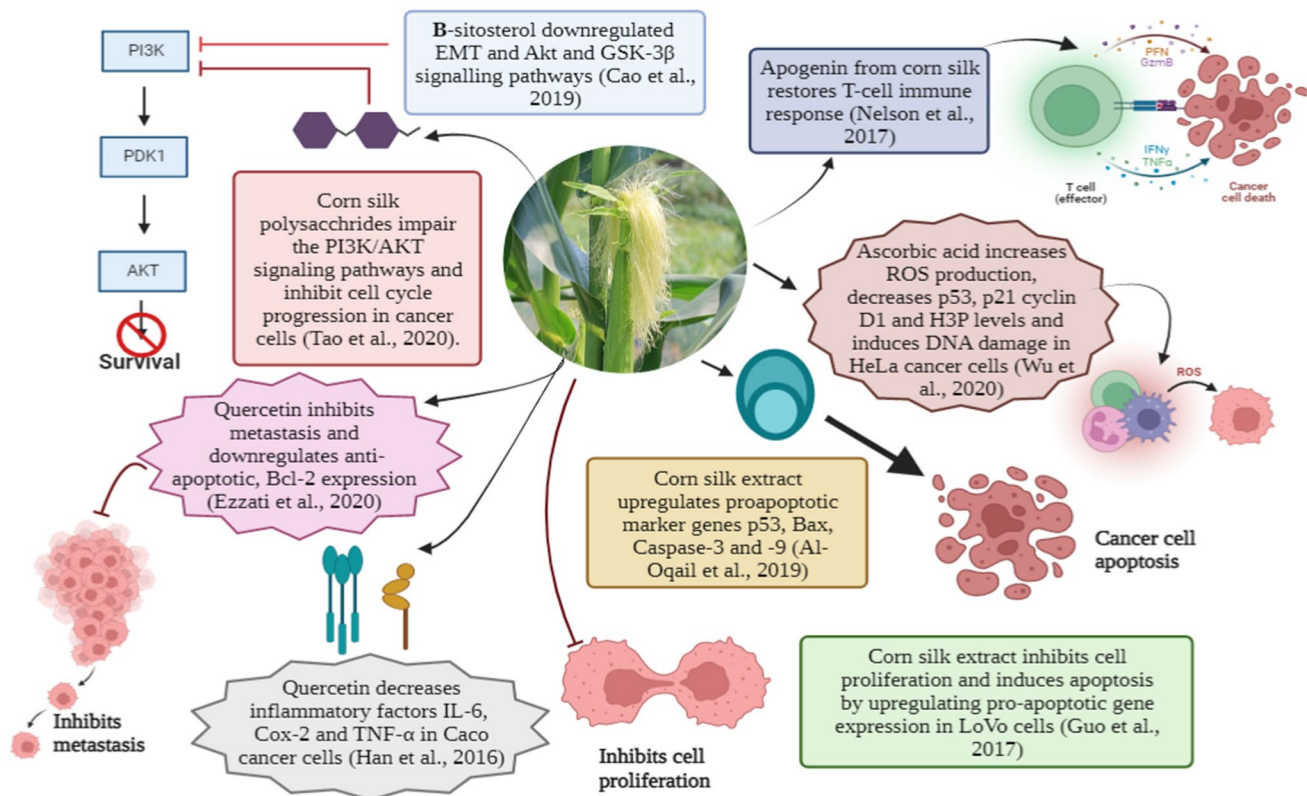 PI3K
PDK1
AKT
Survival
B-sitosterol downregulated
EMT and Akt and GSK-3β
signalling pathways (Cao et al.,
2019)
Apogenin from corn silk
restores T-cell immune
response (Nelson et al.,
2017)
PFN
GzmB
IFNγ
TNFα
T cell
(effector)
Cancer
cell death
Corn silk
polysacchrides impair
the PI3K/AKT
signaling pathways and
inhibit cell cycle
progression in cancer
cells (Tao et al., 2020).
Ascorbic acid increases
ROS production,
decreases p53, p21 cyclin
D1 and H3P levels and
induces DNA damage in
HeLa cancer cells (Wu et
al., 2020)
ROS
Quercetin inhibits
metastasis and
downregulates anti-
apoptotic, Bcl-2 expression
(Ezzati et al., 2020)
Corn silk extract
upregulates proapoptotic
marker genes p53, Bax,
Caspase-3 and -9 (Al-
Oqail et al., 2019)
Cancer cell
apoptosis
Inhibits
metastasis
Quercetin decreases
inflammatory factors IL-6,
Cox-2 and TNF-α in Caco
cancer cells (Han et al., 2016)
Inhibits cell
proliferation
Corn silk extract inhibits cell
proliferation and induces apoptosis
by upregulating pro-apoptotic gene
expression in LoVo cells (Guo et al.,
2017)